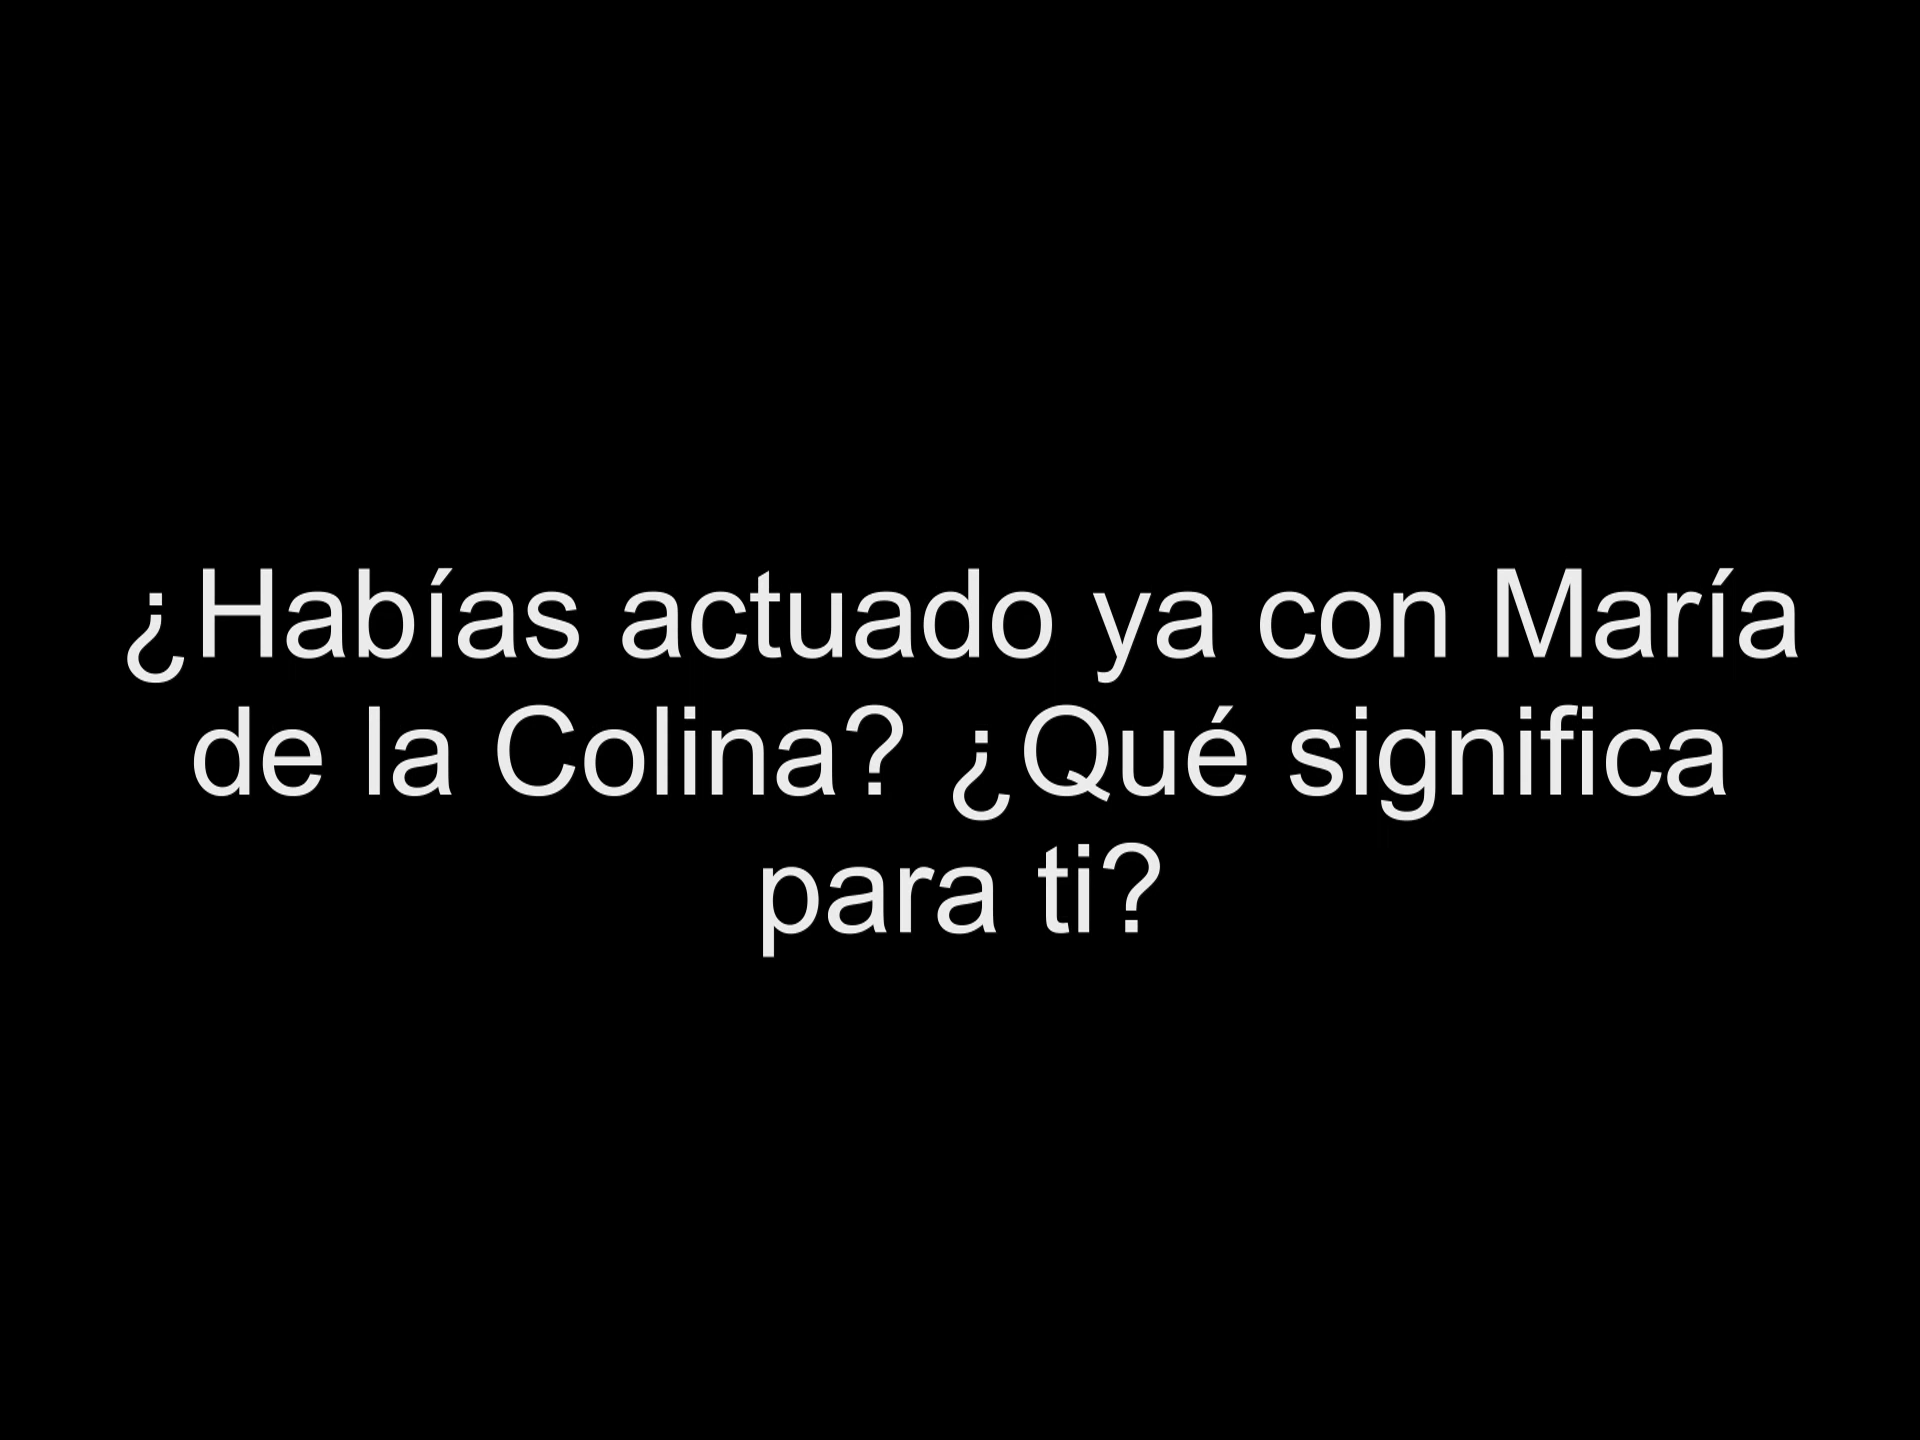 ¿Habías actuado ya con María
de la Colina? ¿Qué significa
para ti?